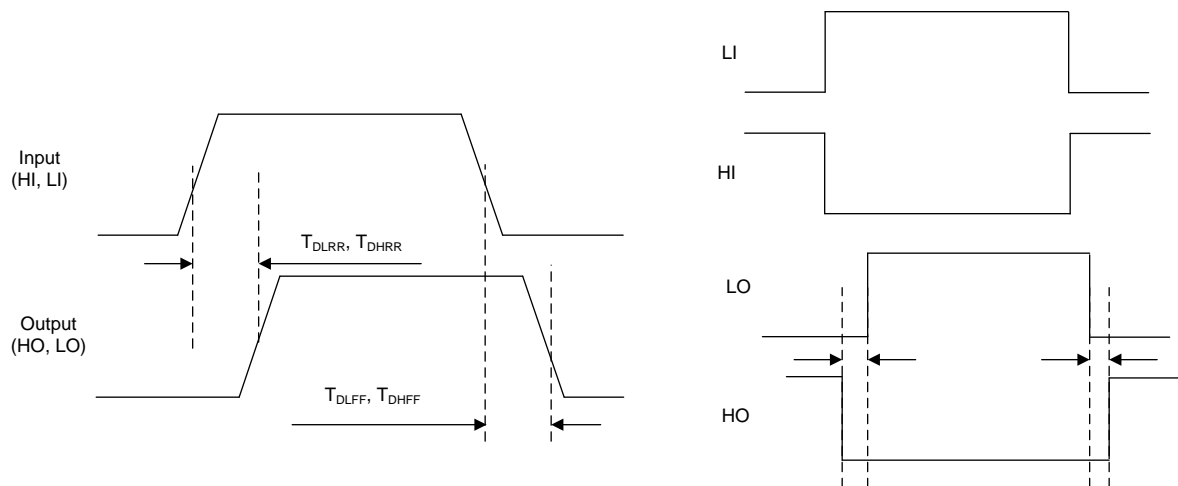 Input
(HI, LI)
T_DLRR, T_DHRR
Output
(HO, LO)
T_DLFF, T_DHFF
LI
HI
LO
HO